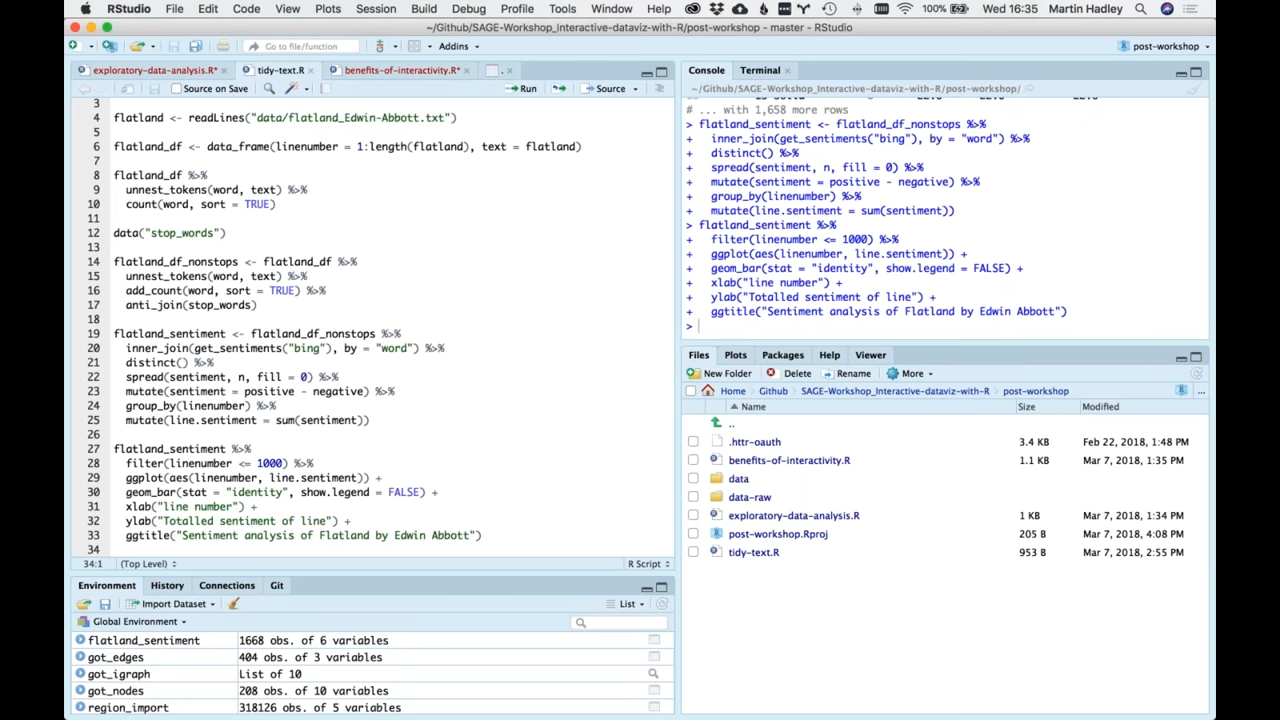 RStudio File Edit Code View Plots Session Build Debug Profile Tools Window Help 100% Wed 16:35 Martin Hadley
~/Github/SAGE-Workshop_Interactive-dataviz-with-R/post-workshop - master - RStudio
Go to file/function Addins post-workshop
exploratory-data-analysis.R* tidy-text.R benefits-of-interactivity.R* .
Source on Save Run Source
3
4 flatland <- readLines("data/flatland_Edwin-Abbott.txt")
5
6 flatland_df <- data_frame(linenumber = 1:length(flatland), text = flatland)
7
8 flatland_df %>%
9 unnest_tokens(word, text) %>%
10 count(word, sort = TRUE)
11
12 data("stop_words")
13
14 flatland_df_nonstops <- flatland_df %>%
15 unnest_tokens(word, text) %>%
16 add_count(word, sort = TRUE) %>%
17 anti_join(stop_words)
18
19 flatland_sentiment <- flatland_df_nonstops %>%
20 inner_join(get_sentiments("bing"), by = "word") %>%
21 distinct() %>%
22 spread(sentiment, n, fill = 0) %>%
23 mutate(sentiment = positive - negative) %>%
24 group_by(linenumber) %>%
25 mutate(line.sentiment = sum(sentiment))
26
27 flatland_sentiment %>%
28 filter(linenumber <= 1000) %>%
29 ggplot(aes(linenumber, line.sentiment)) +
30 geom_bar(stat = "identity", show.legend = FALSE) +
31 xlab("line number") +
32 ylab("Totalled sentiment of line") +
33 ggtitle("Sentiment analysis of Flatland by Edwin Abbott")
34
34:1 (Top Level) R Script
Environment History Connections Git
Import Dataset List
Global Environment
flatland_sentiment 1668 obs. of 6 variables
got_edges 404 obs. of 3 variables
got_igraph List of 10
got_nodes 208 obs. of 10 variables
region_import 318126 obs. of 5 variables
Console Terminal
~/Github/SAGE-Workshop_Interactive-dataviz-with-R/post-workshop/
# ... with 1,658 more rows
> flatland_sentiment <- flatland_df_nonstops %>%
+ inner_join(get_sentiments("bing"), by = "word") %>%
+ distinct() %>%
+ spread(sentiment, n, fill = 0) %>%
+ mutate(sentiment = positive - negative) %>%
+ group_by(linenumber) %>%
+ mutate(line.sentiment = sum(sentiment))
> flatland_sentiment %>%
+ filter(linenumber <= 1000) %>%
+ ggplot(aes(linenumber, line.sentiment)) +
+ geom_bar(stat = "identity", show.legend = FALSE) +
+ xlab("line number") +
+ ylab("Totalled sentiment of line") +
+ ggtitle("Sentiment analysis of Flatland by Edwin Abbott")
>
Files Plots Packages Help Viewer
New Folder Delete Rename More
Home Github SAGE-Workshop_Interactive-dataviz-with-R post-workshop ...
Name Size Modified
..
.httr-oauth 3.4 KB Feb 22, 2018, 1:48 PM
benefits-of-interactivity.R 1.1 KB Mar 7, 2018, 1:35 PM
data
data-raw
exploratory-data-analysis.R 1 KB Mar 7, 2018, 1:34 PM
post-workshop.Rproj 205 B Mar 7, 2018, 4:08 PM
tidy-text.R 953 B Mar 7, 2018, 2:55 PM